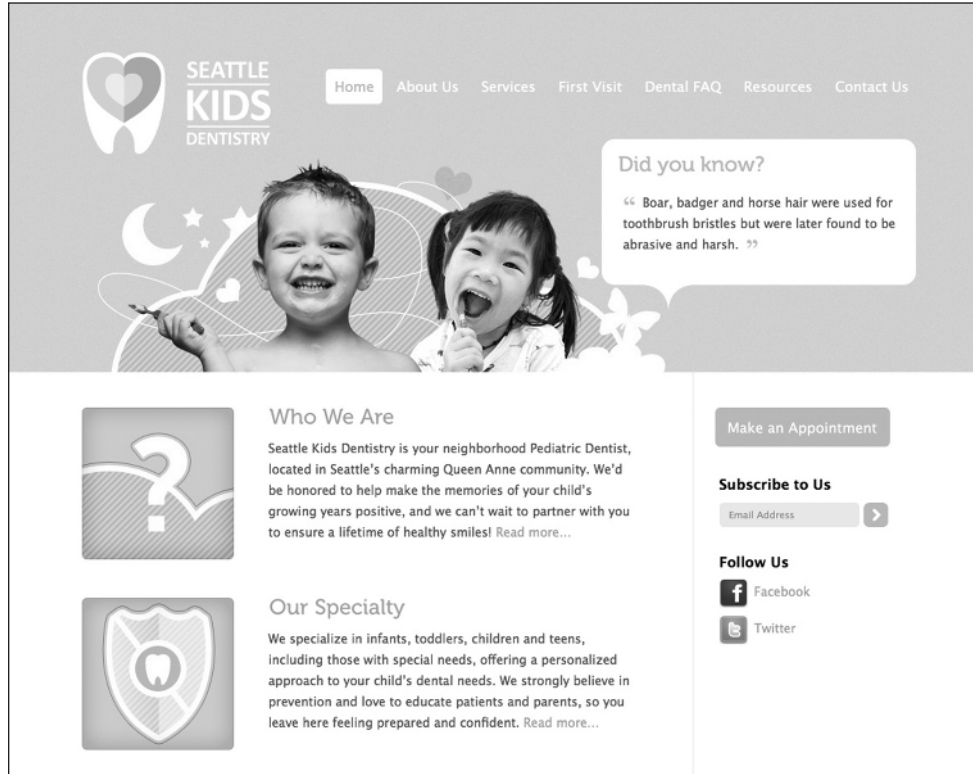 SEATTLE
KIDS
DENTISTRY
Home About Us Services First Visit Dental FAQ Resources Contact Us
Did you know?
“ Boar, badger and horse hair were used for
toothbrush bristles but were later found to be
abrasive and harsh. ”
Who We Are
Seattle Kids Dentistry is your neighborhood Pediatric Dentist,
located in Seattle’s charming Queen Anne community. We’d
be honored to help make the memories of your child’s
growing years positive, and we can’t wait to partner with you
to ensure a lifetime of healthy smiles! Read more...
Our Specialty
We specialize in infants, toddlers, children and teens,
including those with special needs, offering a personalized
approach to your child’s dental needs. We strongly believe in
prevention and love to educate patients and parents, so you
leave here feeling prepared and confident. Read more...
Make an Appointment
Subscribe to Us
Email Address
Follow Us
Facebook
Twitter